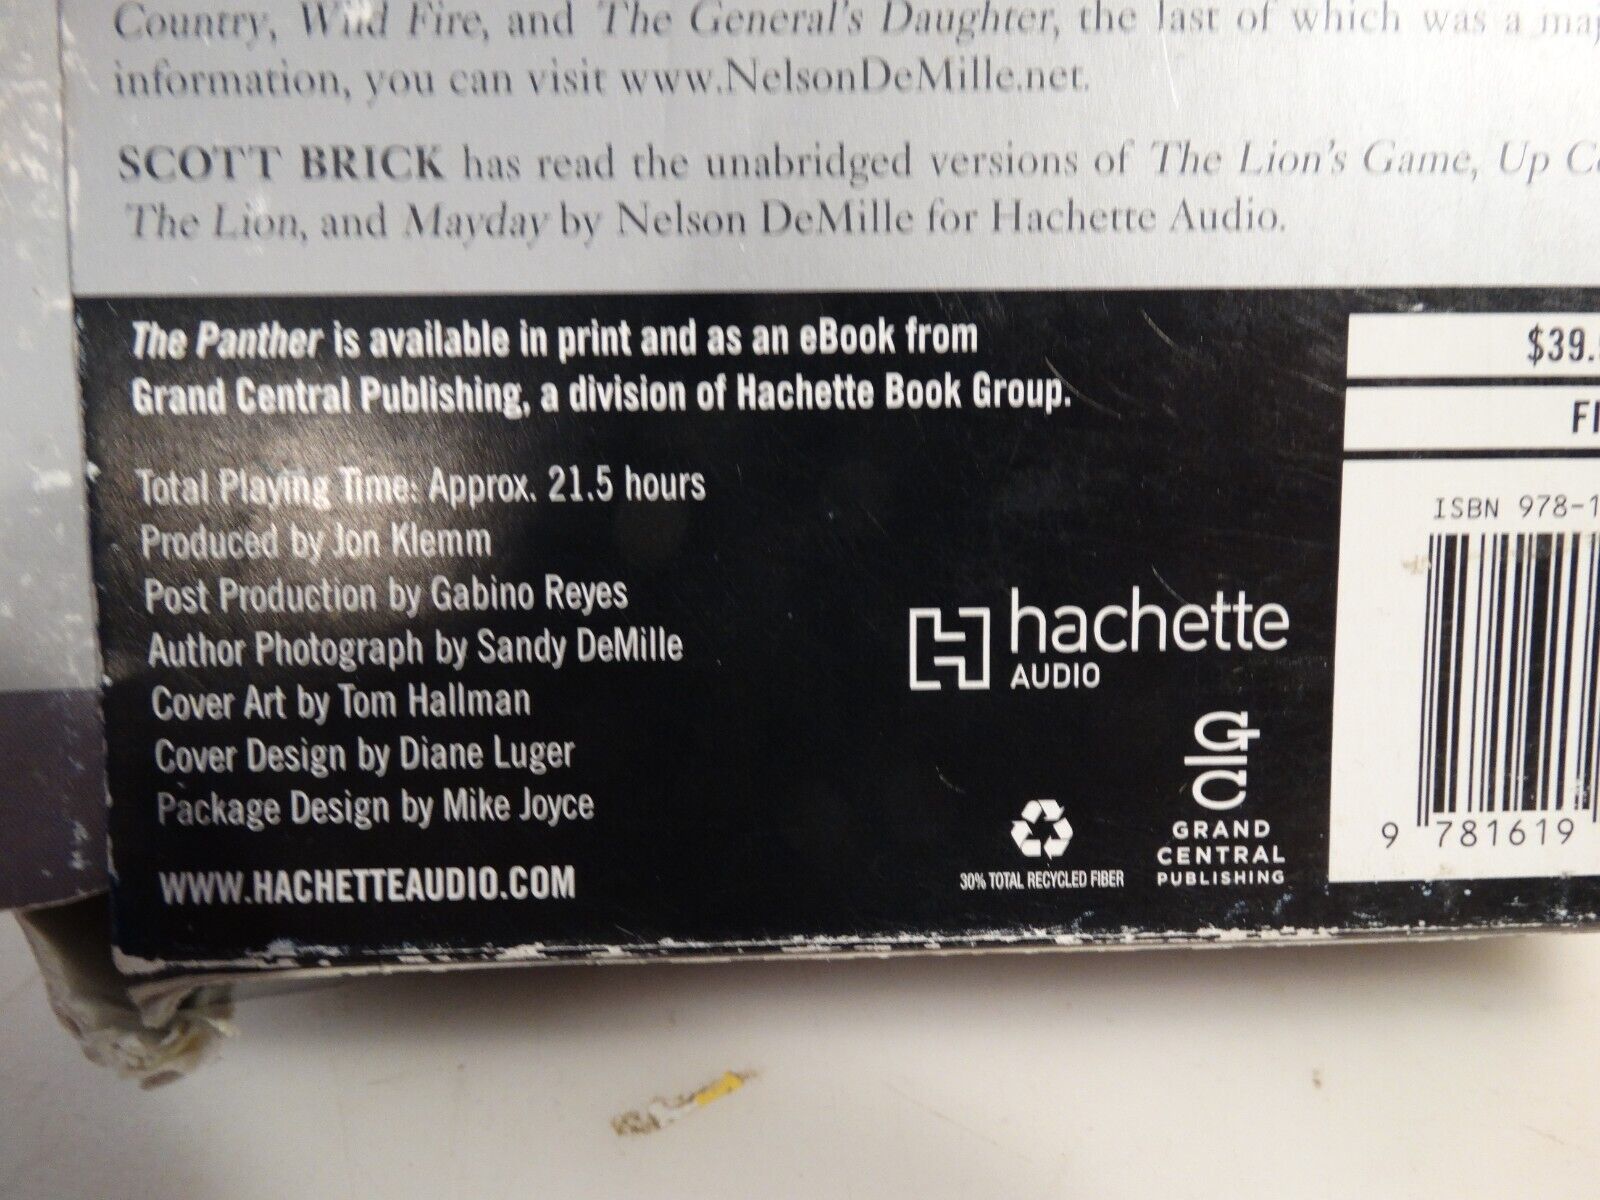 Country, Wild Fire, and The General's Daughter, the last of which was a
information, you can visit www.NelsonDeMille.net.
SCOTT BRICK has read the unabridged versions of The Lion's Game, Up
The Lion, and Mayday by Nelson DeMille for Hachette Audio.
The Panther is available in print and as an eBook from
Grand Central Publishing, a division of Hachette Book Group.
Total Playing Time: Approx. 21.5 hours
Produced by Jon Klemm
Post Production by Gabino Reyes
Author Photograph by Sandy DeMille
Cover Art by Tom Hallman
Cover Design by Diane Luger
Package Design by Mike Joyce
WWW.HACHETTEAUDIO.COM
hachette
AUDIO
30% TOTAL RECYCLED FIBER
GRAND
CENTRAL
PUBLISHING
$39.
ISBN 978-1
9 781619